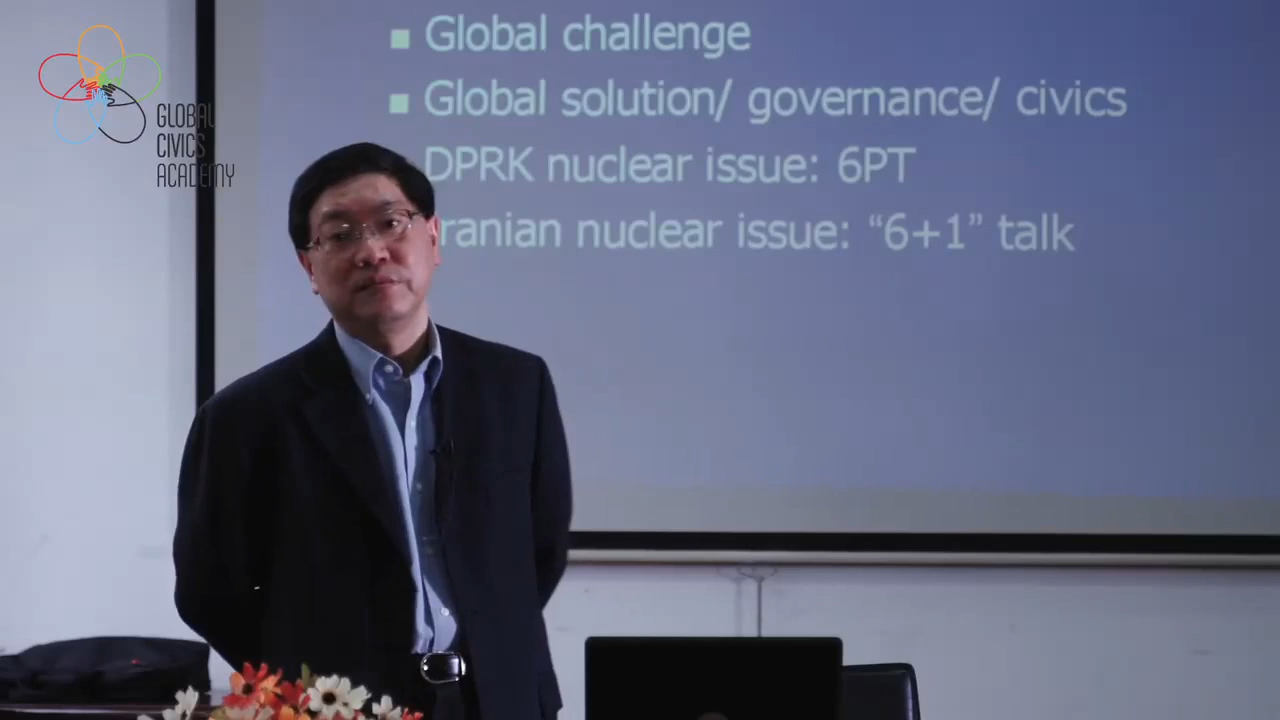 GLOBAL
CIVICS
ACADEMY
Global challenge
Global solution/ governance/ civics
DPRK nuclear issue: 6PT
ranian nuclear issue: “6+1” talk